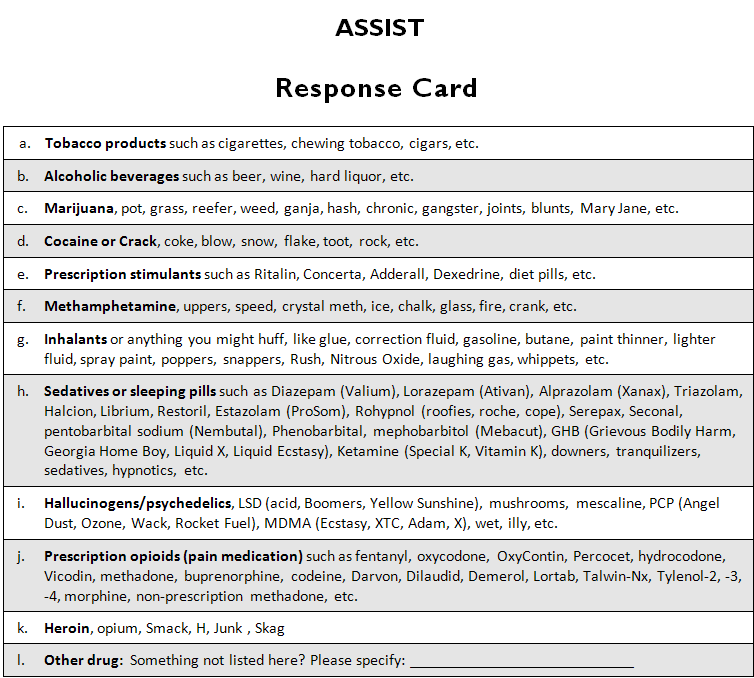 ASSIST
Response Card
a. Tobacco products such as cigarettes, chewing tobacco, cigars, etc.
b. Alcoholic beverages such as beer, wine, hard liquor, etc.
c. Marijuana, pot, grass, reefer, weed, ganja, hash, chronic, gangster, joints, blunts, Mary Jane, etc.
d. Cocaine or Crack, coke, blow, snow, flake, toot, rock, etc.
e. Prescription stimulants such as Ritalin, Concerta, Adderall, Dexedrine, diet pills, etc.
f. Methamphetamine, uppers, speed, crystal meth, ice, chalk, glass, fire, crank, etc.
g. Inhalants or anything you might huff, like glue, correction fluid, gasoline, butane, paint thinner, lighter
fluid, spray paint, poppers, snappers, Rush, Nitrous Oxide, laughing gas, whippets, etc.
h. Sedatives or sleeping pills such as Diazepam (Valium), Lorazepam (Ativan), Alprazolam (Xanax), Triazolam,
Halcion, Librium, Restoril, Estazolam (ProSom), Rohypnol (roofies, roche, cope), Serepax, Seconal,
pentobarbital sodium (Nembutal), Phenobarbital, mephobarbitol (Mebacut), GHB (Grievous Bodily Harm,
Georgia Home Boy, Liquid X, Liquid Ecstasy), Ketamine (Special K, Vitamin K), downers, tranquilizers,
sedatives, hypnotics, etc.
i. Hallucinogens/psychedelics, LSD (acid, Boomers, Yellow Sunshine), mushrooms, mescaline, PCP (Angel
Dust, Ozone, Wack, Rocket Fuel), MDMA (Ecstasy, XTC, Adam, X), wet, illy, etc.
j. Prescription opioids (pain medication) such as fentanyl, oxycodone, OxyContin, Percocet, hydrocodone,
Vicodin, methadone, buprenorphine, codeine, Darvon, Dilaudid, Demerol, Lortab, Talwin-Nx, Tylenol-2, -3,
-4, morphine, non-prescription methadone, etc.
k. Heroin, opium, Smack, H, Junk , Skag
l. Other drug: Something not listed here? Please specify: ____________________________